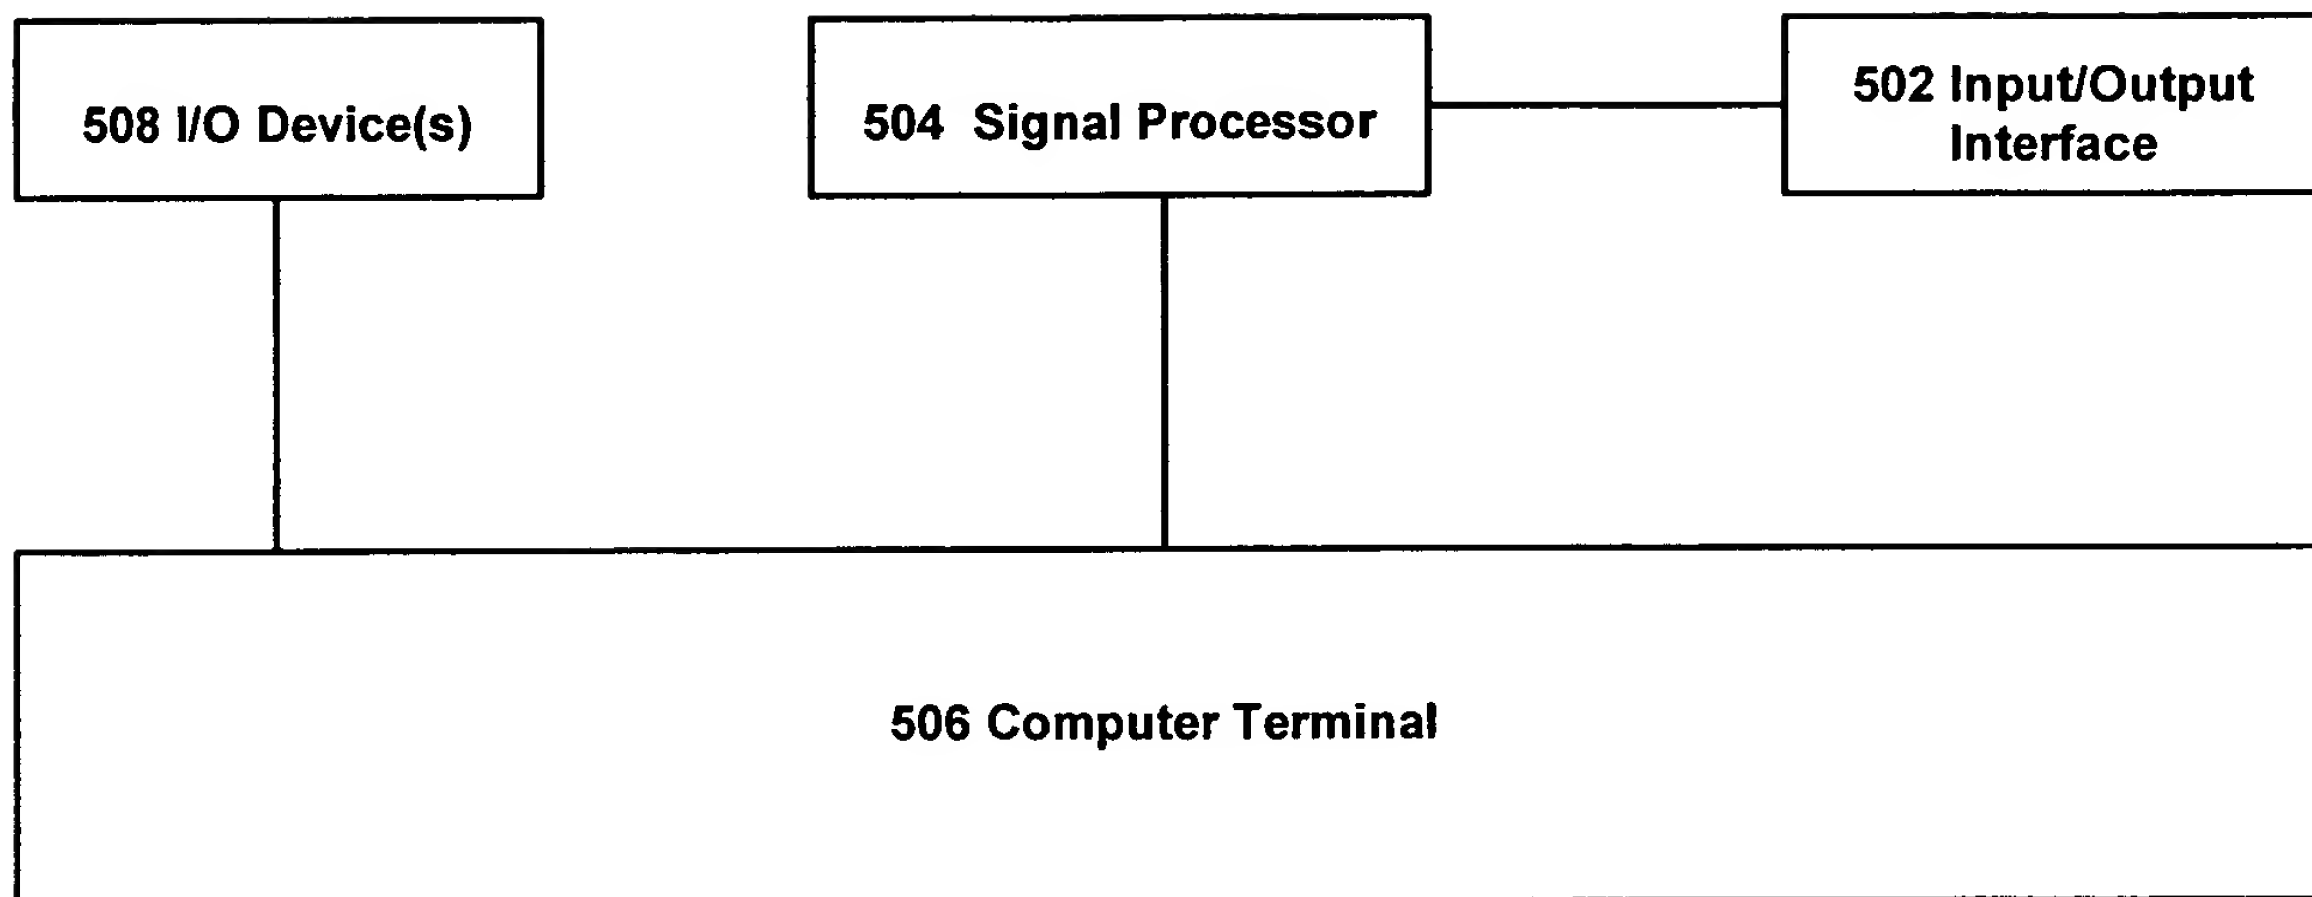 508 I/O Device(s)
504 Signal Processor
502 Input/Output
Interface
506 Computer Terminal